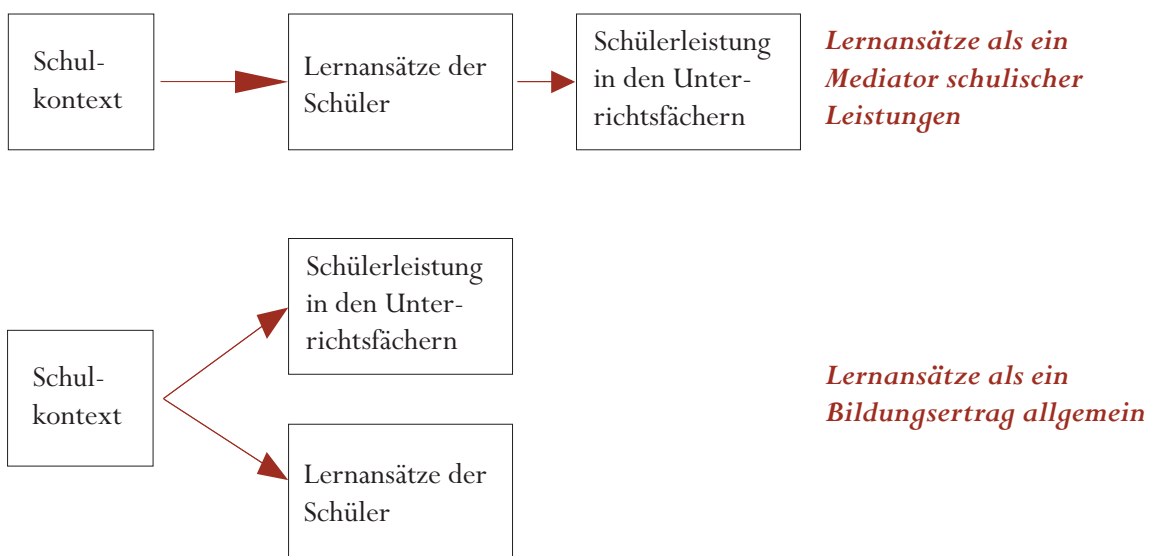 Schul-
kontext
Lernansätze der
Schüler
Schülerleistung
in den Unter-
richtsfächern
Lernansätze als ein
Mediator schulischer
Leistungen
Schul-
kontext
Schülerleistung
in den Unter-
richtsfächern
Lernansätze der
Schüler
Lernansätze als ein
Bildungsertrag allgemein